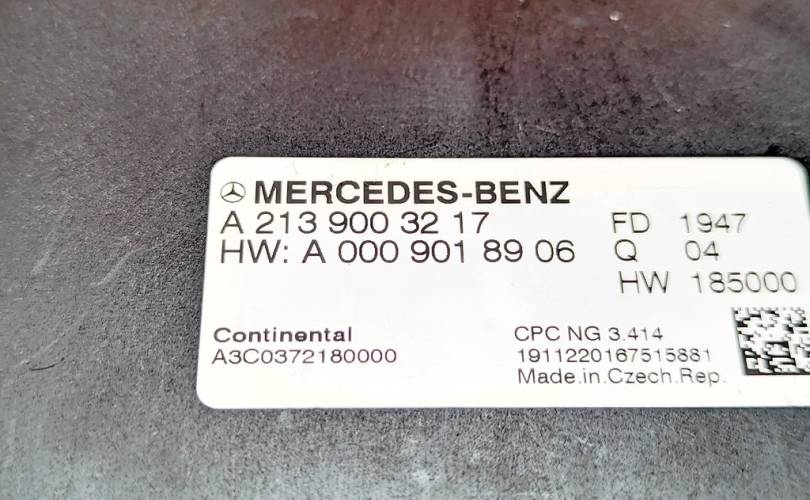 MERCEDES-BENZ
A 213 900 32 17 FD 1947
HW: A 000 901 89 06 Q 04
HW 185000
Continental CPC NG 3.414
A3C0372180000 1911220167515881
Made.in.Czech.Rep.